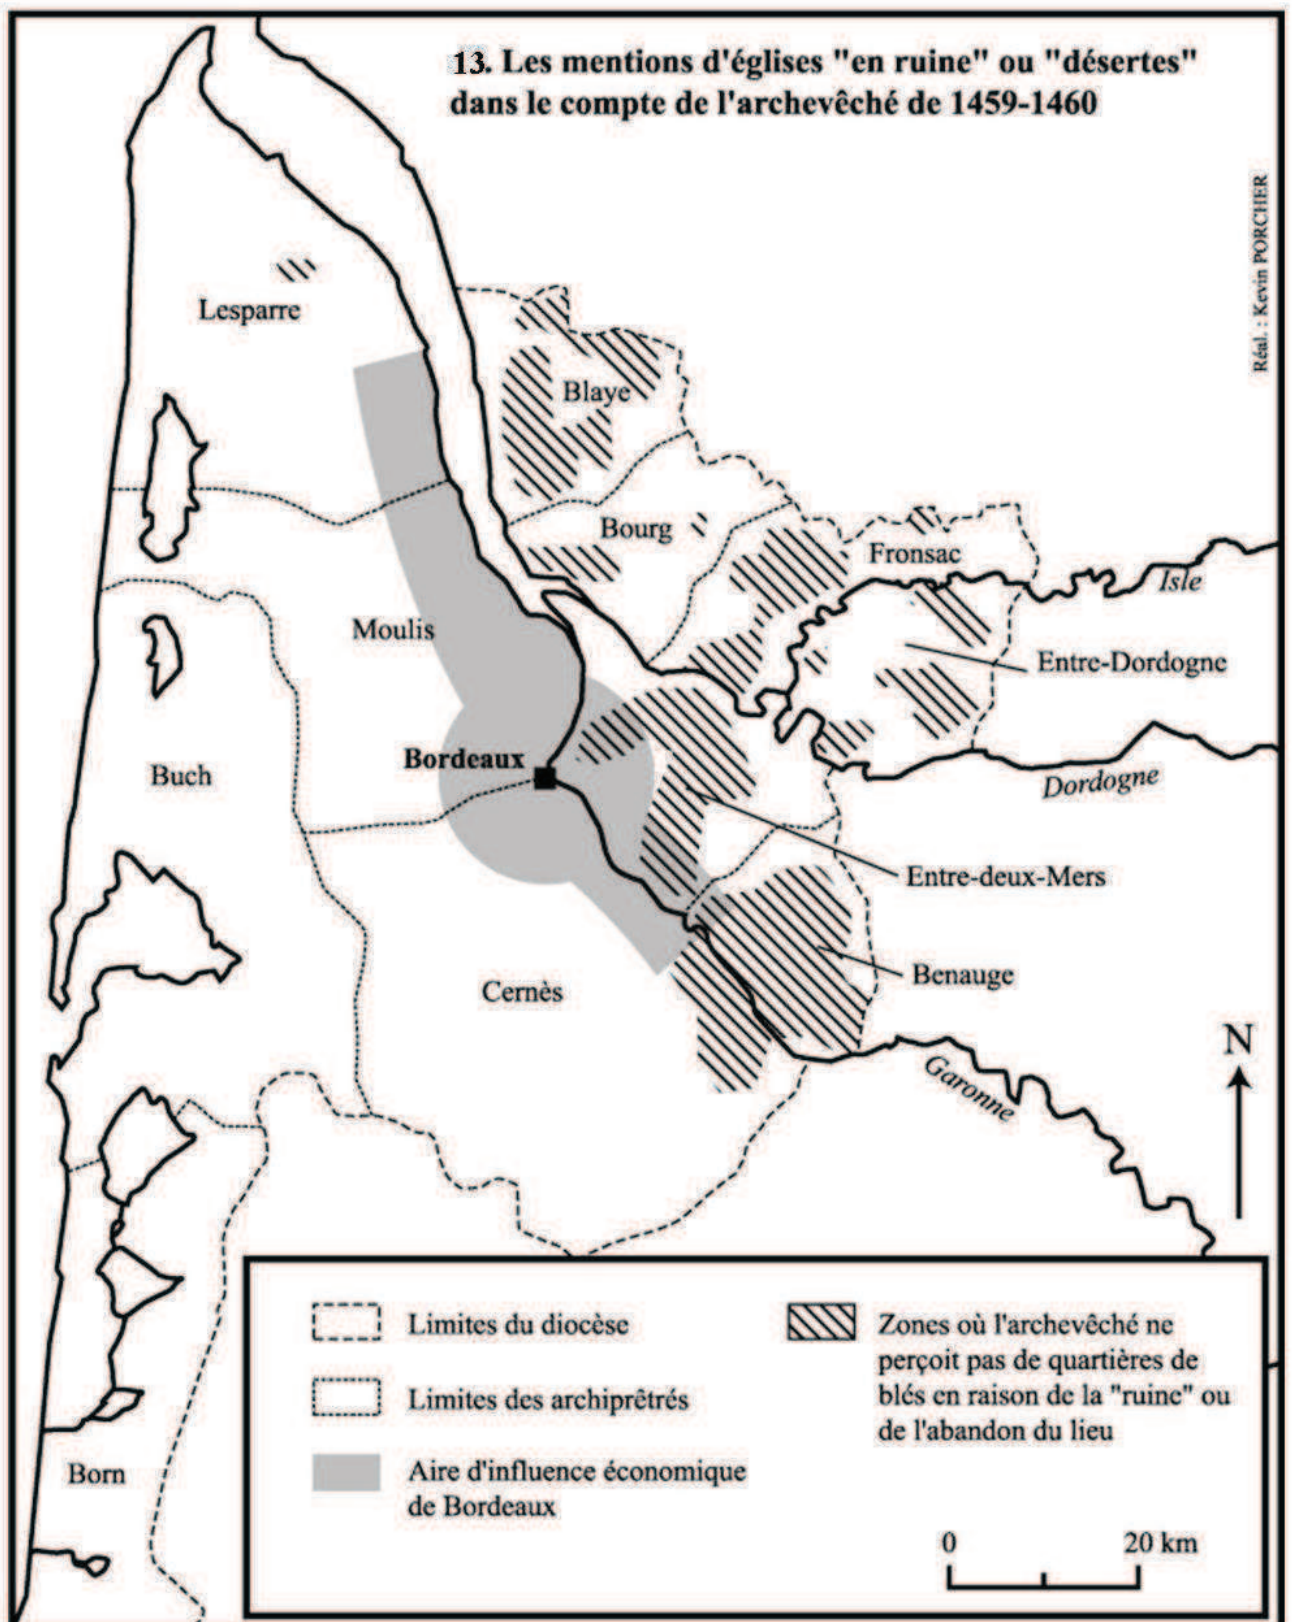 13. Les mentions d'églises "en ruine" ou "désertes"
dans le compte de l'archevêché de 1459-1460
Réal. : Kevin PORCHER
Lesparre
Blaye
Bourg
Fronsac
Isle
Moulis
Entre-Dordogne
Bordeaux
Buch
Dordogne
Entre-deux-Mers
Benauge
Cernès
N
Garonne
Born
Limites du diocèse
Limites des archiprêtrés
Aire d'influence économique
de Bordeaux
Zones où l'archevêché ne
perçoit pas de quartières de
blés en raison de la "ruine" ou
de l'abandon du lieu
0 20 km